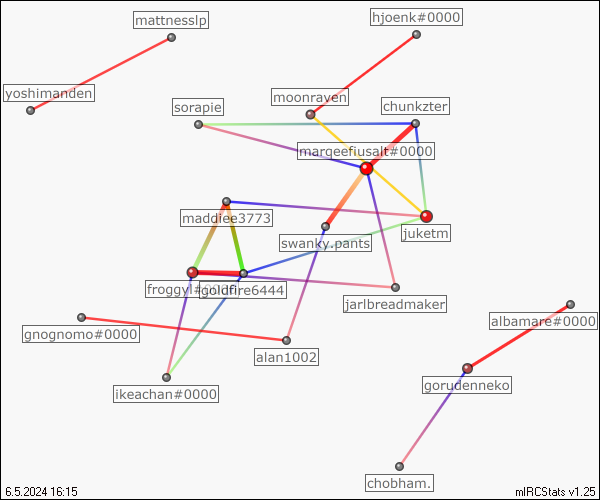 mattnesslp
hjoenk#0000
yoshimanden
moonraven
sorapie
chunkzter
margeefiusalt#0000
maddiee3773
juketm
swanky.pants
goldfire6444
jarlbreadmaker
albamare#0000
gnognomo#0000
alan1002
gorudenneko
ikeachan#0000
chobham.
6.5.2024 16:15
mIRCStats v1.25